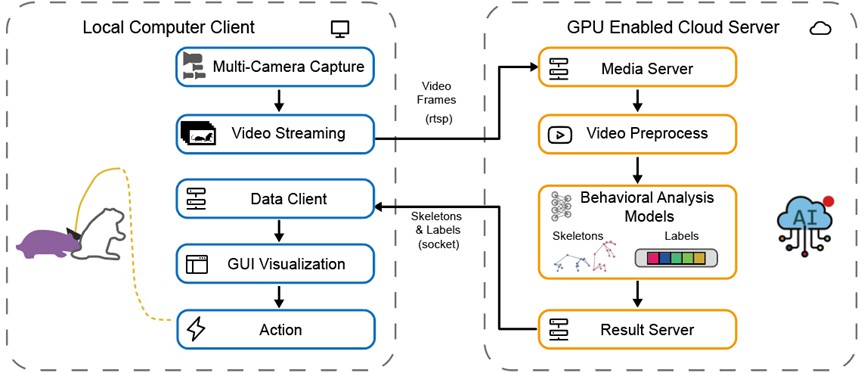 Local Computer Client
Multi-Camera Capture
Video Streaming
Data Client
GUI Visualization
Action
Video
Frames
(rtsp)
Skeletons
& Labels
(socket)
GPU Enabled Cloud Server
Media Server
Video Preprocess
Behavioral Analysis
Models
Skeletons
Labels
Result Server
AI